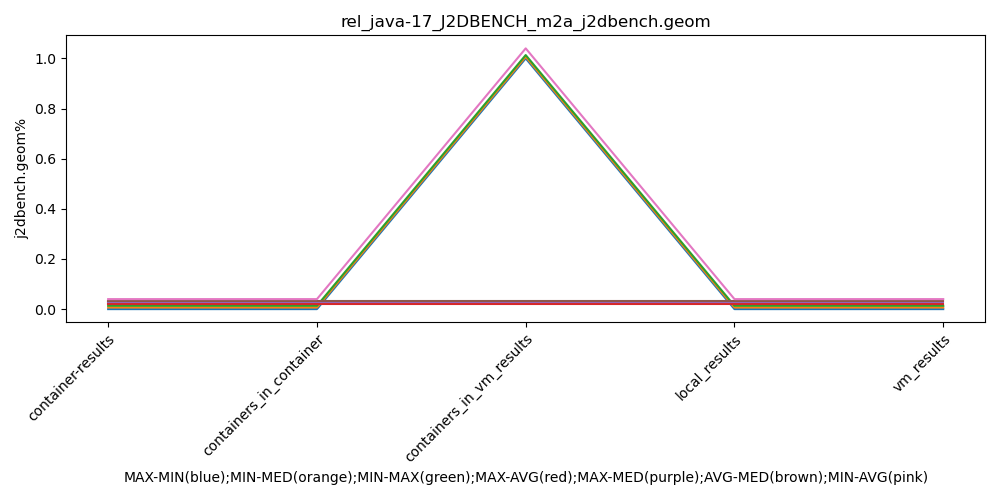 rel_java-17_J2DBENCH_m2a_j2dbench.geom
j2dbench.geom%
1.0
0.8
0.6
0.4
0.2
0.0
container-results
containers_in_container
containers_in_vm_results
local_results
vm_results
MAX-MIN(blue);MIN-MED(orange);MIN-MAX(green);MAX-AVG(red);MAX-MED(purple);AVG-MED(brown);MIN-AVG(pink)